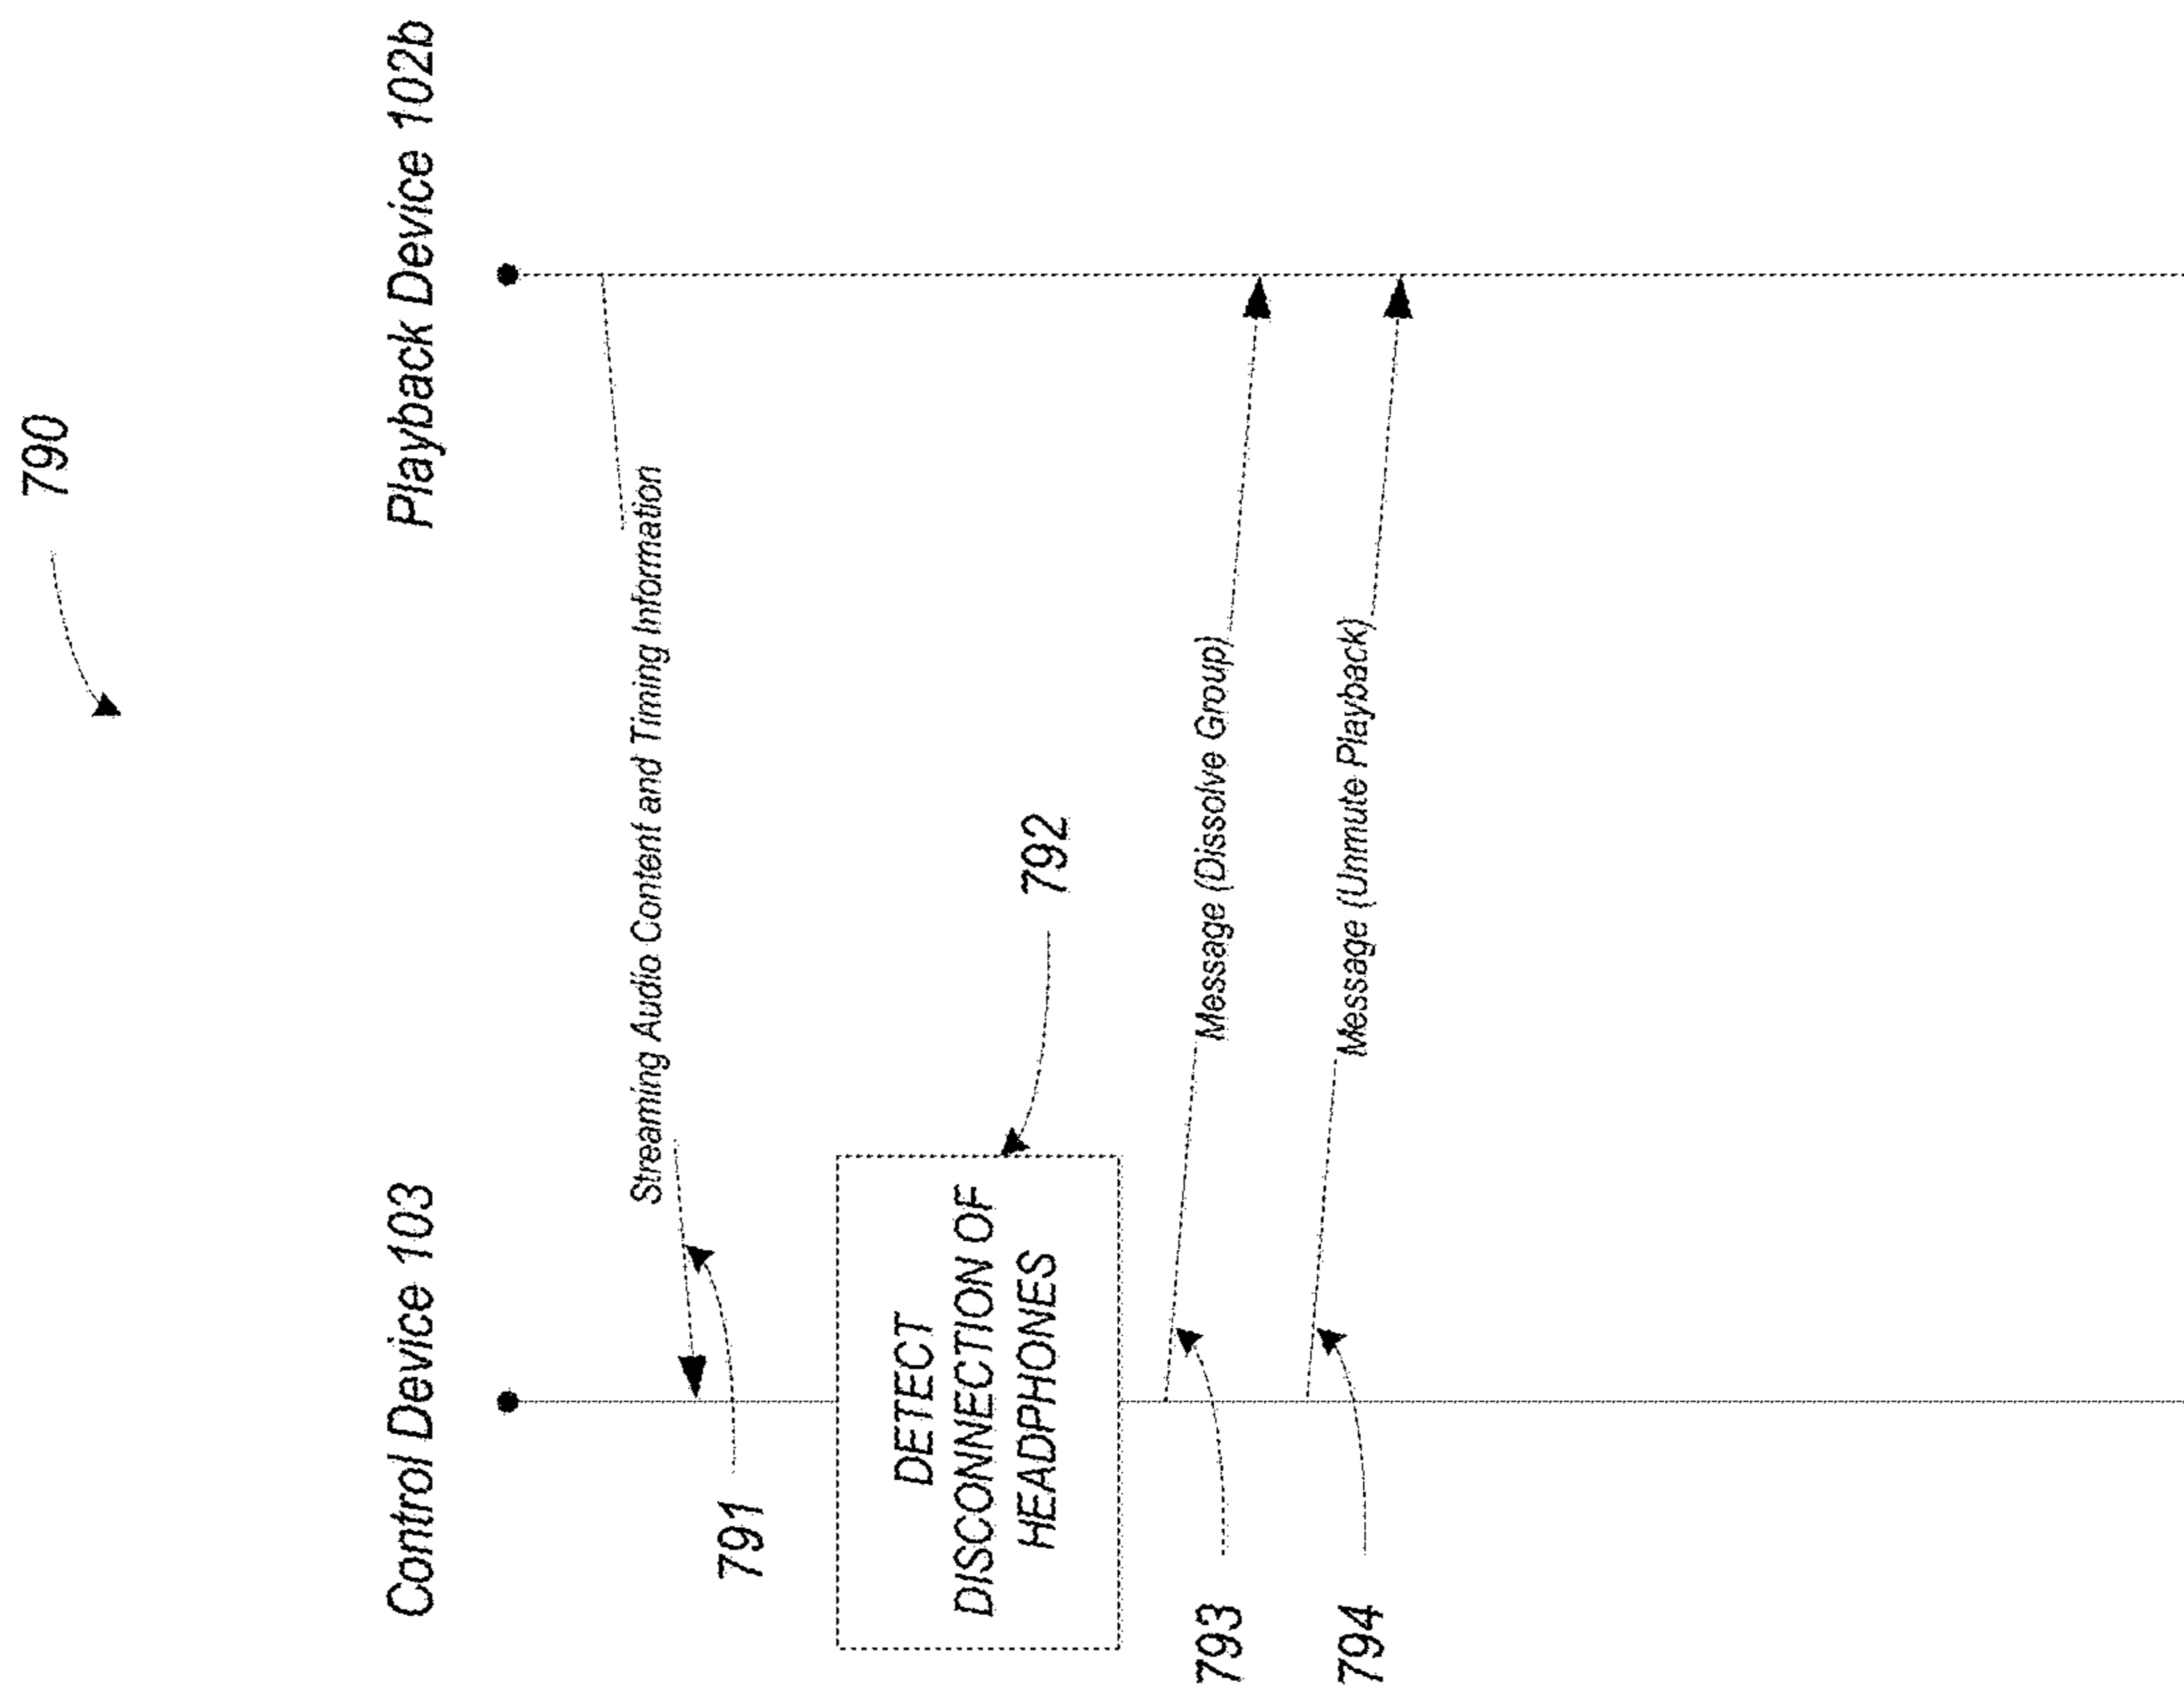 790
Control Device 103
Playback Device 102b
Streaming Audio Content and Timing Information
791
DETECT
DISCONNECTION OF
HEADPHONES
792
Message (Dissolve Group)
793
Message (Unmute Playback)
794